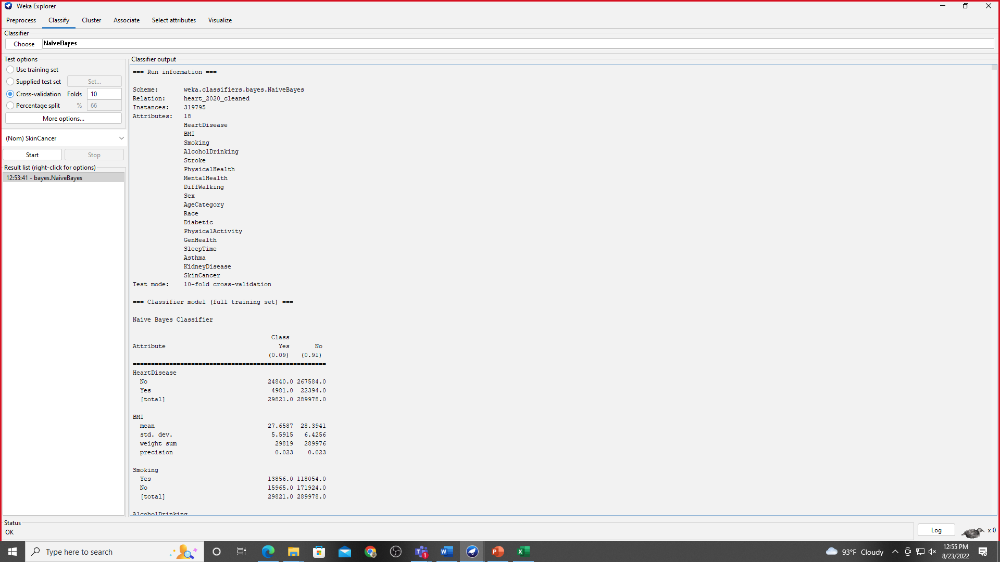 Weka Explorer
Preprocess Classify Cluster Associate Select attributes Visualize
Classifier
Choose NaiveBayes
Test options
Use training set
Supplied test set Set...
Cross-validation Folds 10
Percentage split % 66
More options...
(Nom) SkinCancer
Start Stop
Result list (right-click for options)
12:53:41 - bayes.NaiveBayes
Classifier output
=== Run information ===
Scheme: weka.classifiers.bayes.NaiveBayes
Relation: heart_2020_cleaned
Instances: 319795
Attributes: 18
HeartDisease
BMI
Smoking
AlcoholDrinking
Stroke
PhysicalHealth
MentalHealth
DiffWalking
Sex
AgeCategory
Race
Diabetic
PhysicalActivity
GenHealth
SleepTime
Asthma
KidneyDisease
SkinCancer
Test mode: 10-fold cross-validation
=== Classifier model (full training set) ===
Naive Bayes Classifier
Class
Attribute Yes No
(0.09) (0.91)
=====================================================
HeartDisease
No 24840.0 267584.0
Yes 4981.0 22394.0
[total] 29821.0 289978.0
BMI
mean 27.6587 28.3941
std. dev. 5.5915 6.4256
weight sum 29819 289976
precision 0.023 0.023
Smoking
Yes 13856.0 118054.0
No 15965.0 171924.0
[total] 29821.0 289978.0
AlcoholDrinking
Status
OK
Log x 0
Type here to search
1
93°F Cloudy
12:55 PM
8/23/2022